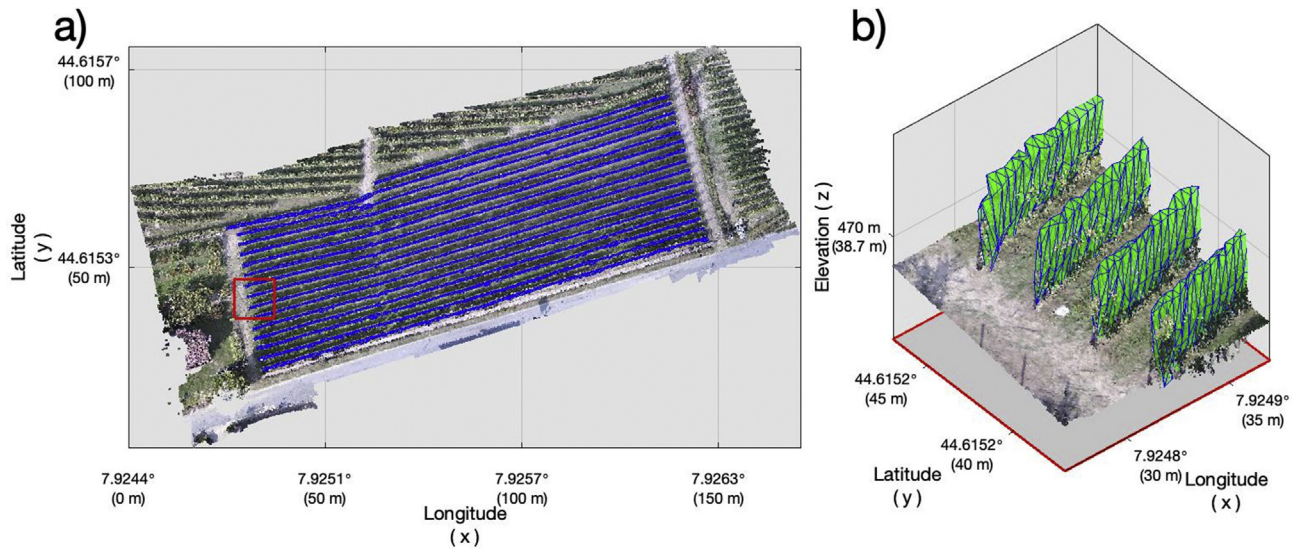 a)
44.6157°
(100 m)
44.6153°
(50 m)
Latitude
( y )
7.9244°
(0 m)
7.9251°
(50 m)
7.9257°
(100 m)
7.9263°
(150 m)
Longitude
( x )
b)
Elevation ( z )
470 m
(38.7 m)
44.6152°
(45 m)
44.6152°
(40 m)
Latitude
( y )
7.9249°
(35 m)
7.9248°
(30 m)
Longitude
( x )